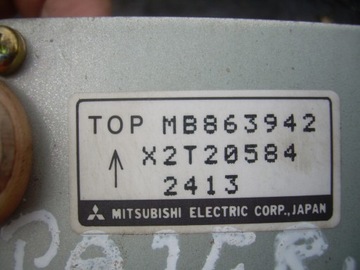 TOP MB863942
X2T20584
2413
MITSUBISHI ELECTRIC CORP., JAPAN